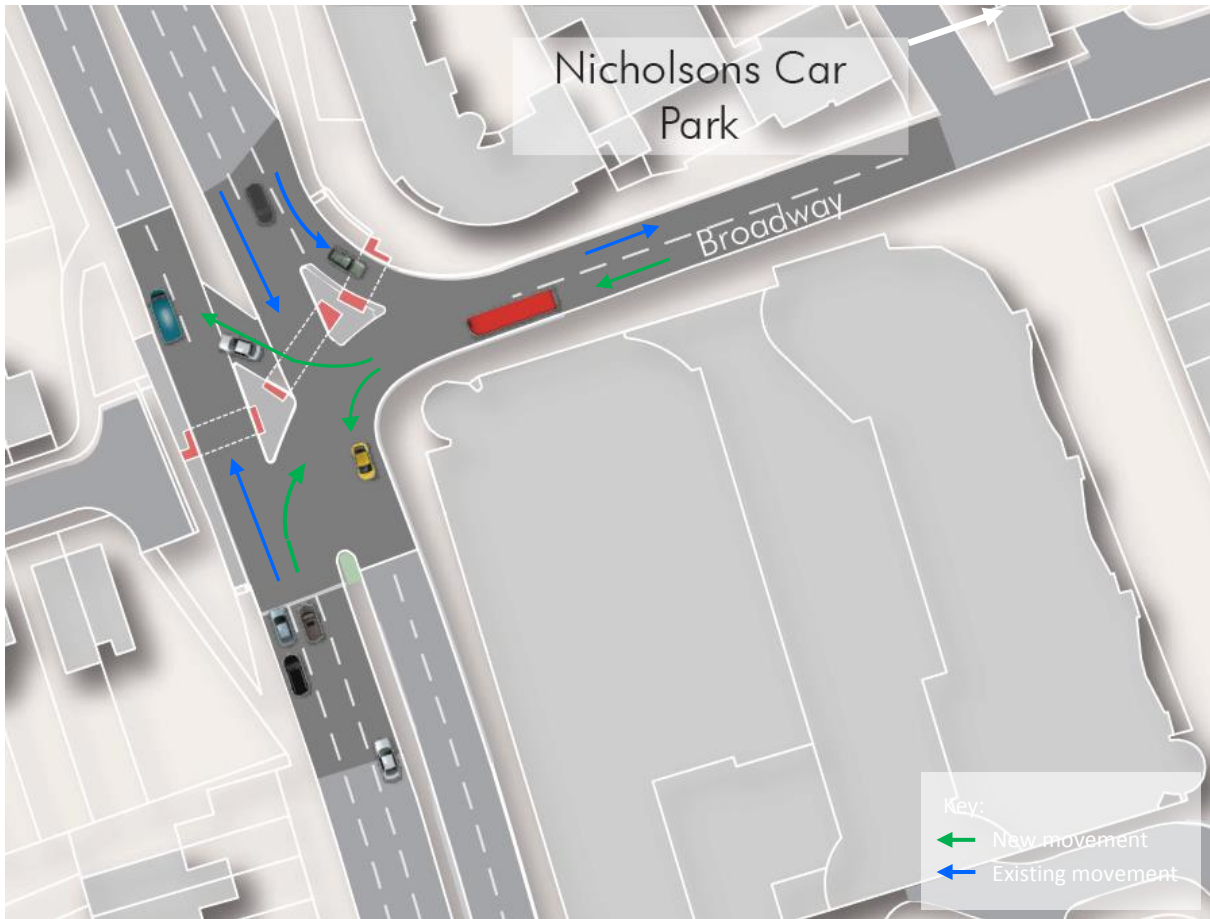 Nicholsons Car
Park
Broadway
Key:
New movement
Existing movement